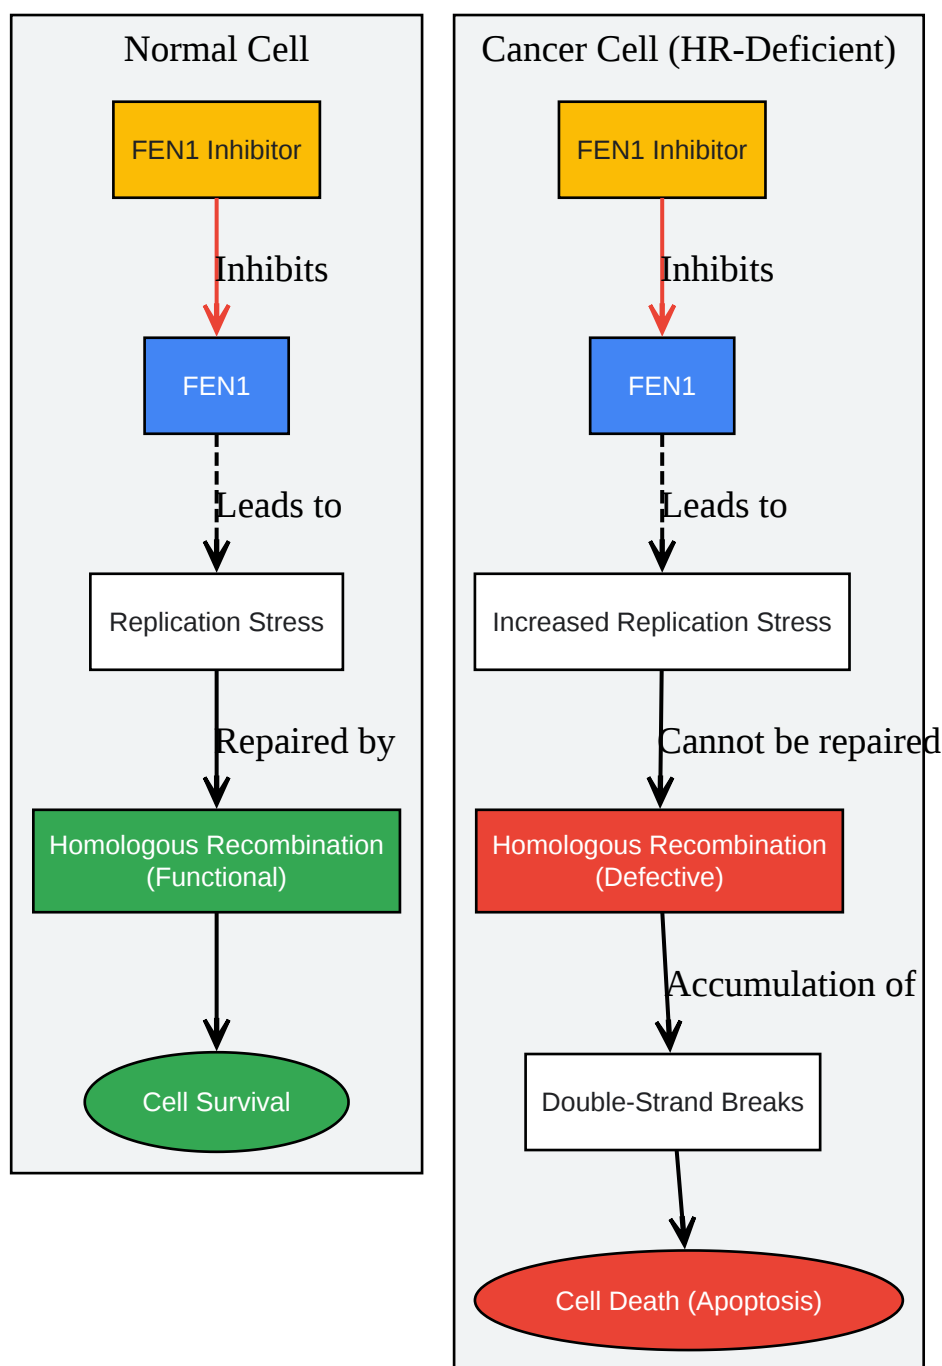 Normal Cell
FEN1 Inhibitor
Inhibits
FEN1
Leads to
Replication Stress
Repaired by
Homologous Recombination
(Functional)
Cell Survival
Cancer Cell (HR-Deficient)
FEN1 Inhibitor
Inhibits
FEN1
Leads to
Increased Replication Stress
Cannot be repaired
Homologous Recombination
(Defective)
Accumulation of
Double-Strand Breaks
Cell Death (Apoptosis)